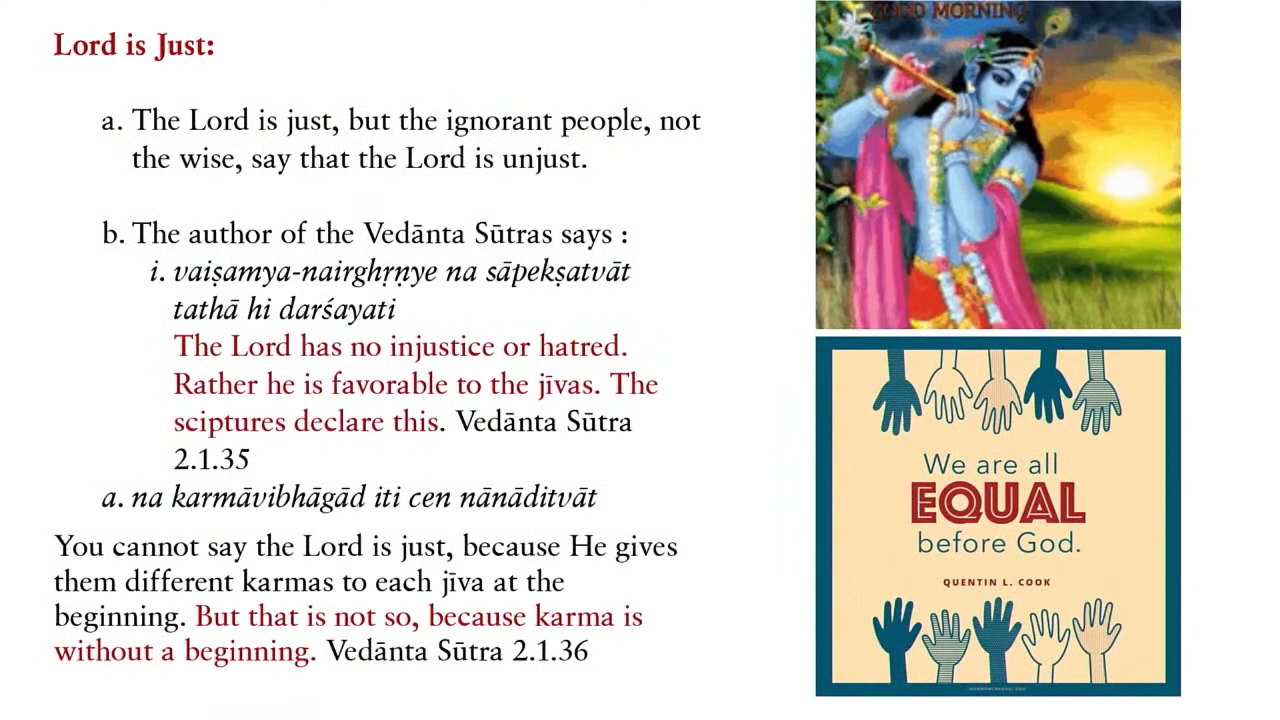 Lord is Just:
a. The Lord is just, but the ignorant people, not
the wise, say that the Lord is unjust.
b. The author of the Vedānta Sūtras says :
i. vaiṣamya-nairghṛṇye na sāpekṣatvāt
tathā hi darśayati
The Lord has no injustice or hatred.
Rather he is favorable to the jīvas. The
sciptures declare this. Vedānta Sūtra
2.1.35
a. na karmāvibhāgād iti cen nānāditvāt
You cannot say the Lord is just, because He gives
them different karmas to each jīva at the
beginning. But that is not so, because karma is
without a beginning. Vedānta Sūtra 2.1.36
GOOD MORNING
We are all
EQUAL
before God.
QUENTIN L. COOK